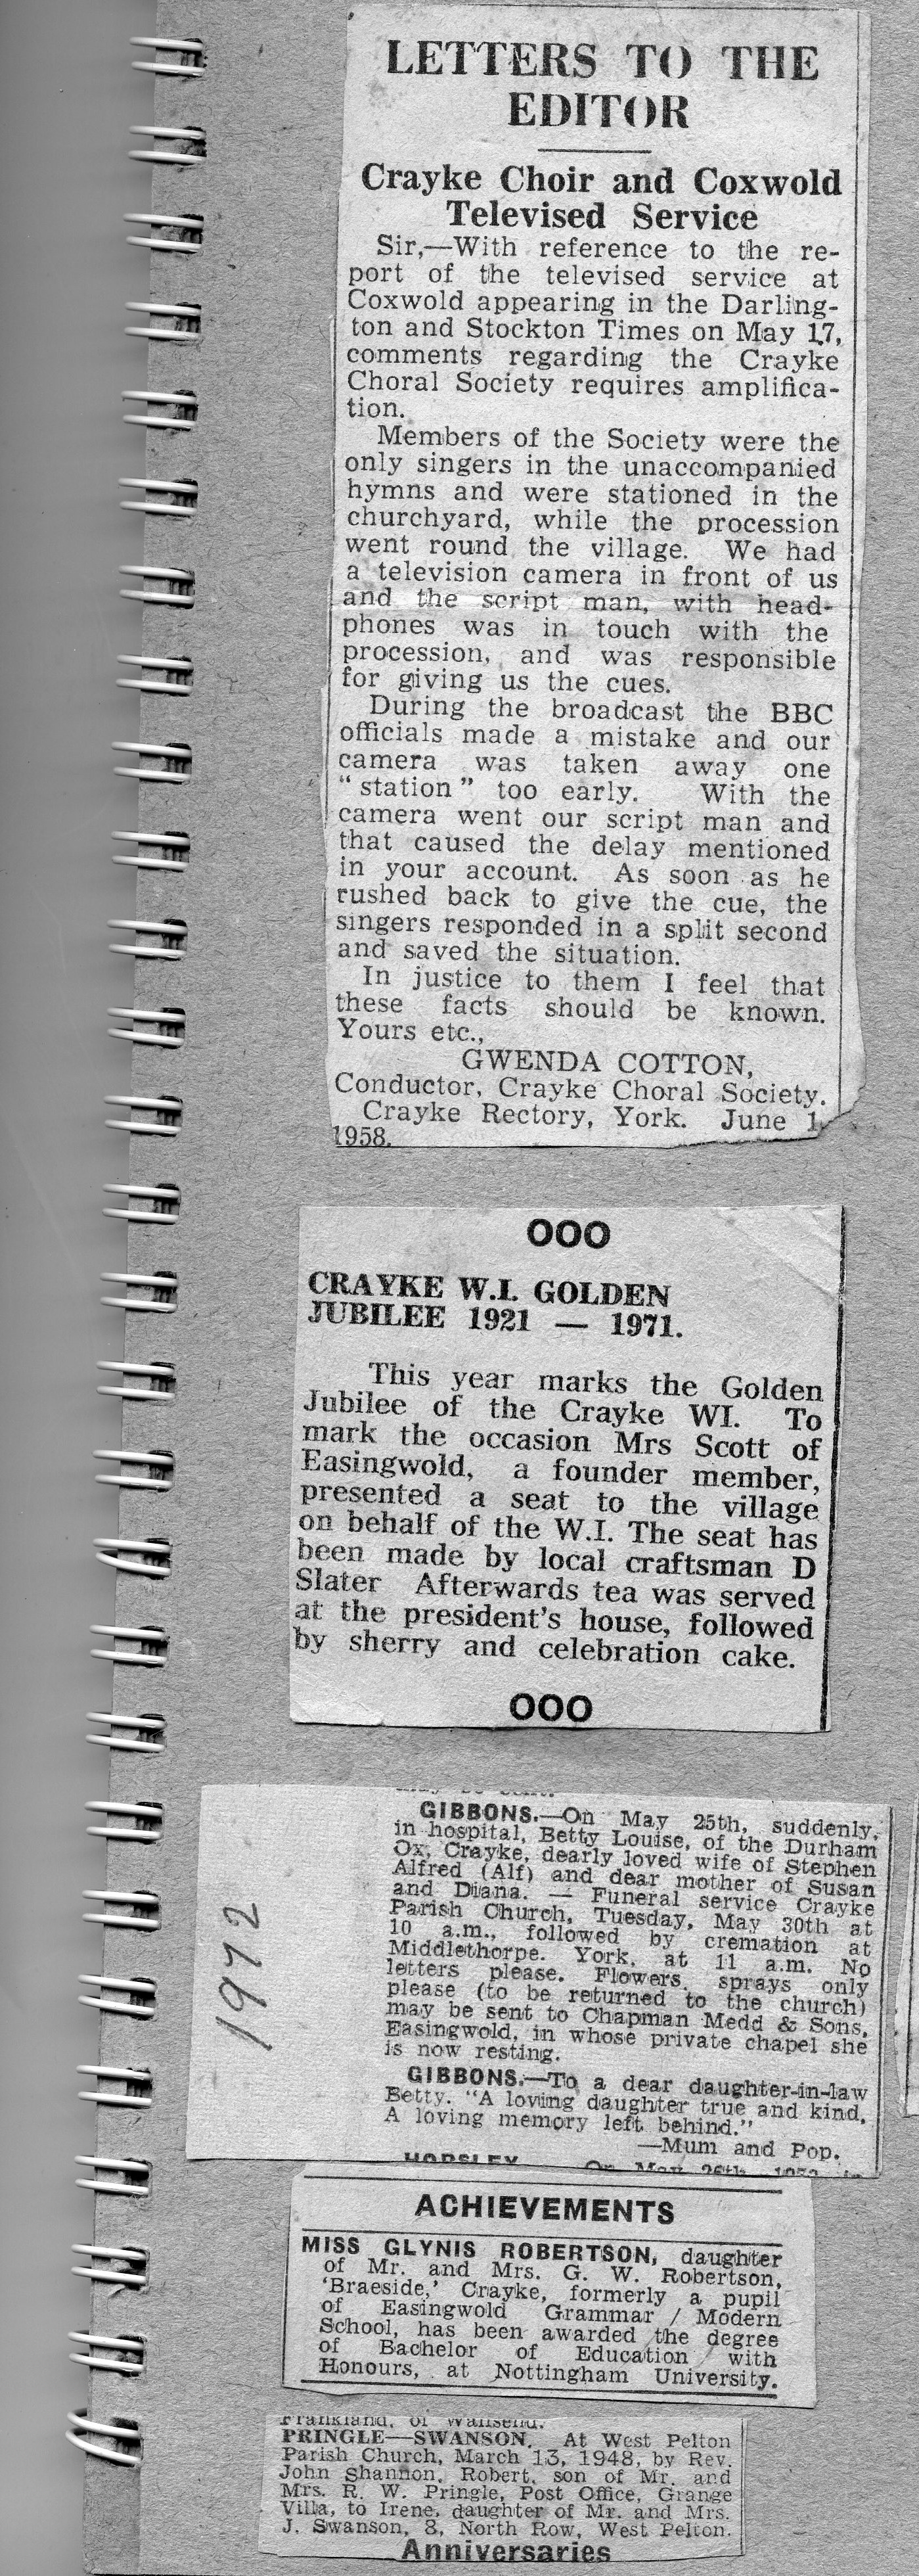 LETTERS TO THE
EDITOR
Crayke Choir and Coxwold
Televised Service
Sir,—With reference to the re-
port of the televised service at
Coxwold appearing in the Darling-
ton and Stockton Times on May 17,
comments regarding the Crayke
Choral Society requires amplifica-
tion.
Members of the Society were the
only singers in the unaccompanied
hymns and were stationed in the
churchyard, while the procession
went round the village. We had
a television camera in front of us
and the script man, with head-
phones was in touch with the
procession, and was responsible
for giving us the cues.
During the broadcast the BBC
officials made a mistake and our
camera was taken away one
"station" too early. With the
camera went our script man and
that caused the delay mentioned
in your account. As soon as he
rushed back to give the cue, the
singers responded in a split second
and saved the situation.
In justice to them I feel that
these facts should be known.
Yours etc.,
GWENDA COTTON,
Conductor, Crayke Choral Society.
Crayke Rectory, York. June 1,
1958.
OOO
CRAYKE W.I. GOLDEN
JUBILEE 1921 — 1971.
This year marks the Golden
Jubilee of the Crayke WI. To
mark the occasion Mrs Scott of
Easingwold, a founder member,
presented a seat to the village
on behalf of the W.I. The seat has
been made by local craftsman D
Slater Afterwards tea was served
at the president's house, followed
by sherry and celebration cake.
OOO
1972
may be sent.
GIBBONS.—On May 25th, suddenly,
in hospital, Betty Louise, of the Durham
Ox, Crayke, dearly loved wife of Stephen
Alfred (Alf) and dear mother of Susan
and Diana. — Funeral service Crayke
Parish Church, Tuesday, May 30th at
10 a.m., followed by cremation at
Middlethorpe. York, at 11 a.m. No
letters please. Flowers, sprays only
please (to be returned to the church)
may be sent to Chapman Medd & Sons,
Easingwold, in whose private chapel she
is now resting.
GIBBONS.—To a dear daughter-in-law
Betty. "A loving daughter true and kind,
A loving memory left behind."
—Mum and Pop.
HORSLEY On May 26th, 1972, in
ACHIEVEMENTS
MISS GLYNIS ROBERTSON, daughter
of Mr. and Mrs. G. W. Robertson,
'Braeside,' Crayke, formerly a pupil
of Easingwold Grammar / Modern
School, has been awarded the degree
of Bachelor of Education with
Honours, at Nottingham University.
Frankland, of Wallsend.
PRINGLE—SWANSON. At West Pelton
Parish Church, March 13, 1948, by Rev.
John Shannon, Robert, son of Mr. and
Mrs. R. W. Pringle, Post Office, Grange
Villa, to Irene, daughter of Mr. and Mrs.
J. Swanson, 8, North Row, West Pelton.
Anniversaries